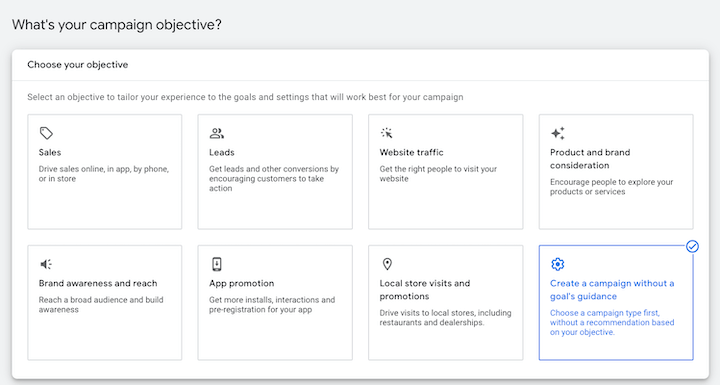 What's your campaign objective?
Choose your objective
Select an objective to tailor your experience to the goals and settings that will work best for your campaign
Sales
Drive sales online, in app, by phone,
or in store
Leads
Get leads and other conversions by
encouraging customers to take
action
Website traffic
Get the right people to visit your
website
Product and brand
consideration
Encourage people to explore your
products or services
Brand awareness and reach
Reach a broad audience and build
awareness
App promotion
Get more installs, interactions and
pre-registration for your app
Local store visits and
promotions
Drive visits to local stores, including
restaurants and dealerships.
Create a campaign without a
goal's guidance
Choose a campaign type first,
without a recommendation based
on your objective.